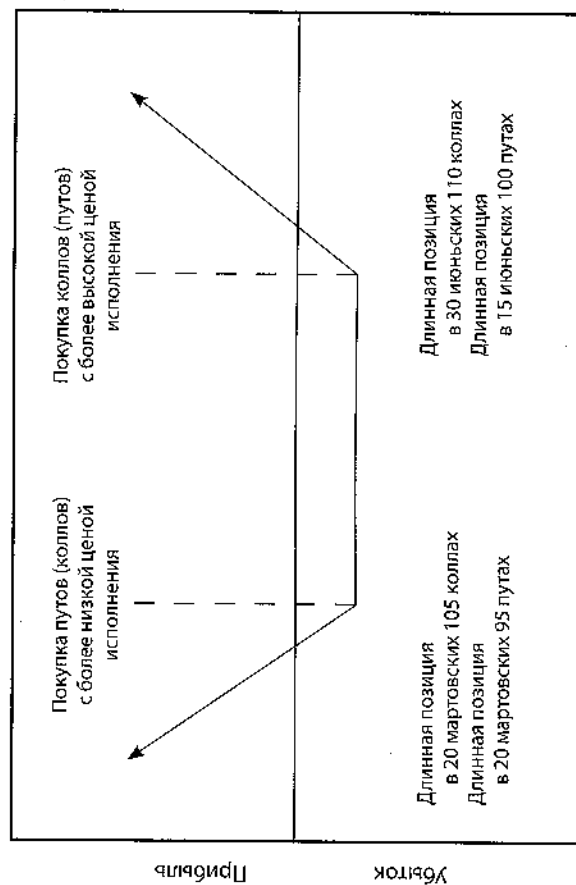 Прибыль
Убыток
Покупка путов (коллов)
с более низкой ценой
исполнения
Покупка коллов (путов)
с более высокой ценой
исполнения
Длинная позиция
в 20 мартовских 105 коллах
Длинная позиция
в 20 мартовских 95 путах
Длинная позиция
в 30 июньских 110 коллах
Длинная позиция
в 15 июньских 100 путах